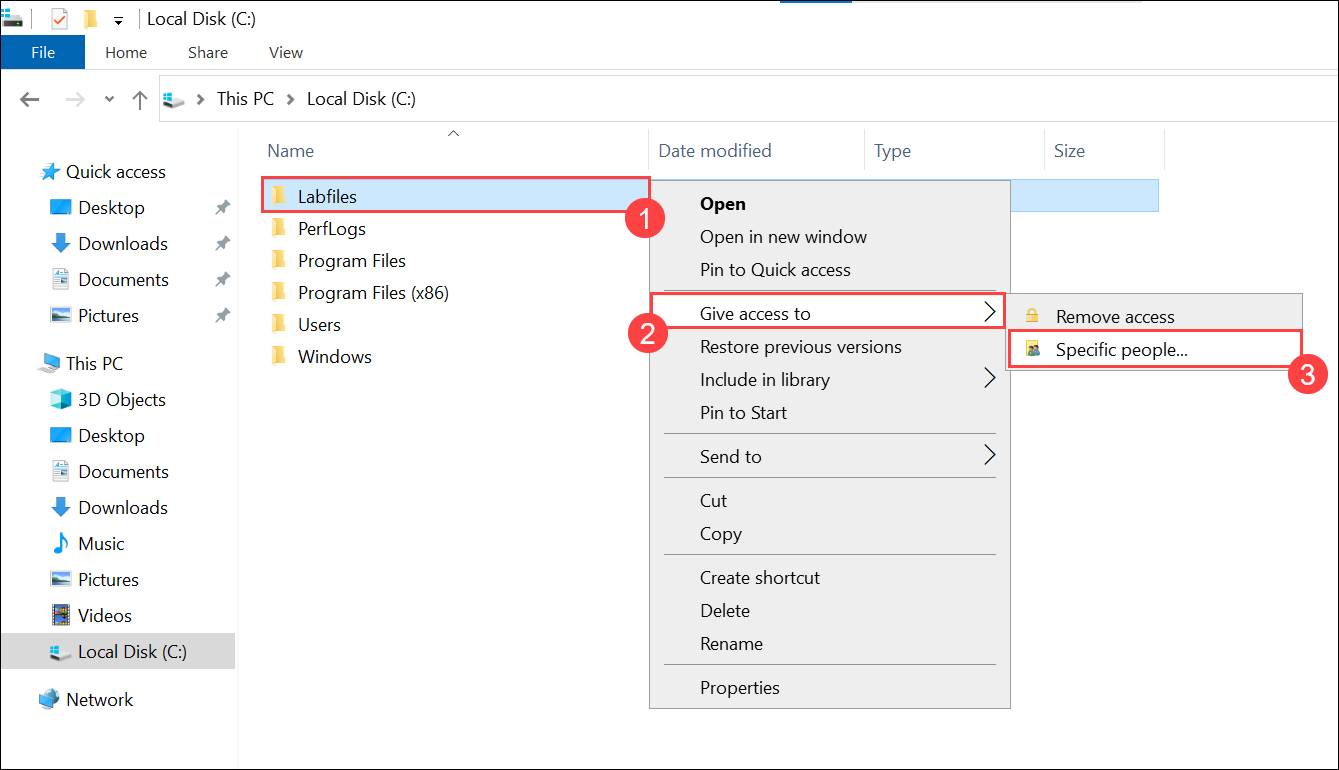 Local Disk (C:)
File Home Share View
This PC Local Disk (C:)
Name Date modified Type Size
Quick access
Desktop
Downloads
Documents
Pictures
This PC
3D Objects
Desktop
Documents
Downloads
Music
Pictures
Videos
Local Disk (C:)
Network
Labfiles
1
PerfLogs
Program Files
Program Files (x86)
Users
Windows
Open
Open in new window
Pin to Quick access
Give access to
2
Restore previous versions
Include in library
Pin to Start
Send to
Cut
Copy
Create shortcut
Delete
Rename
Properties
Remove access
Specific people...
3